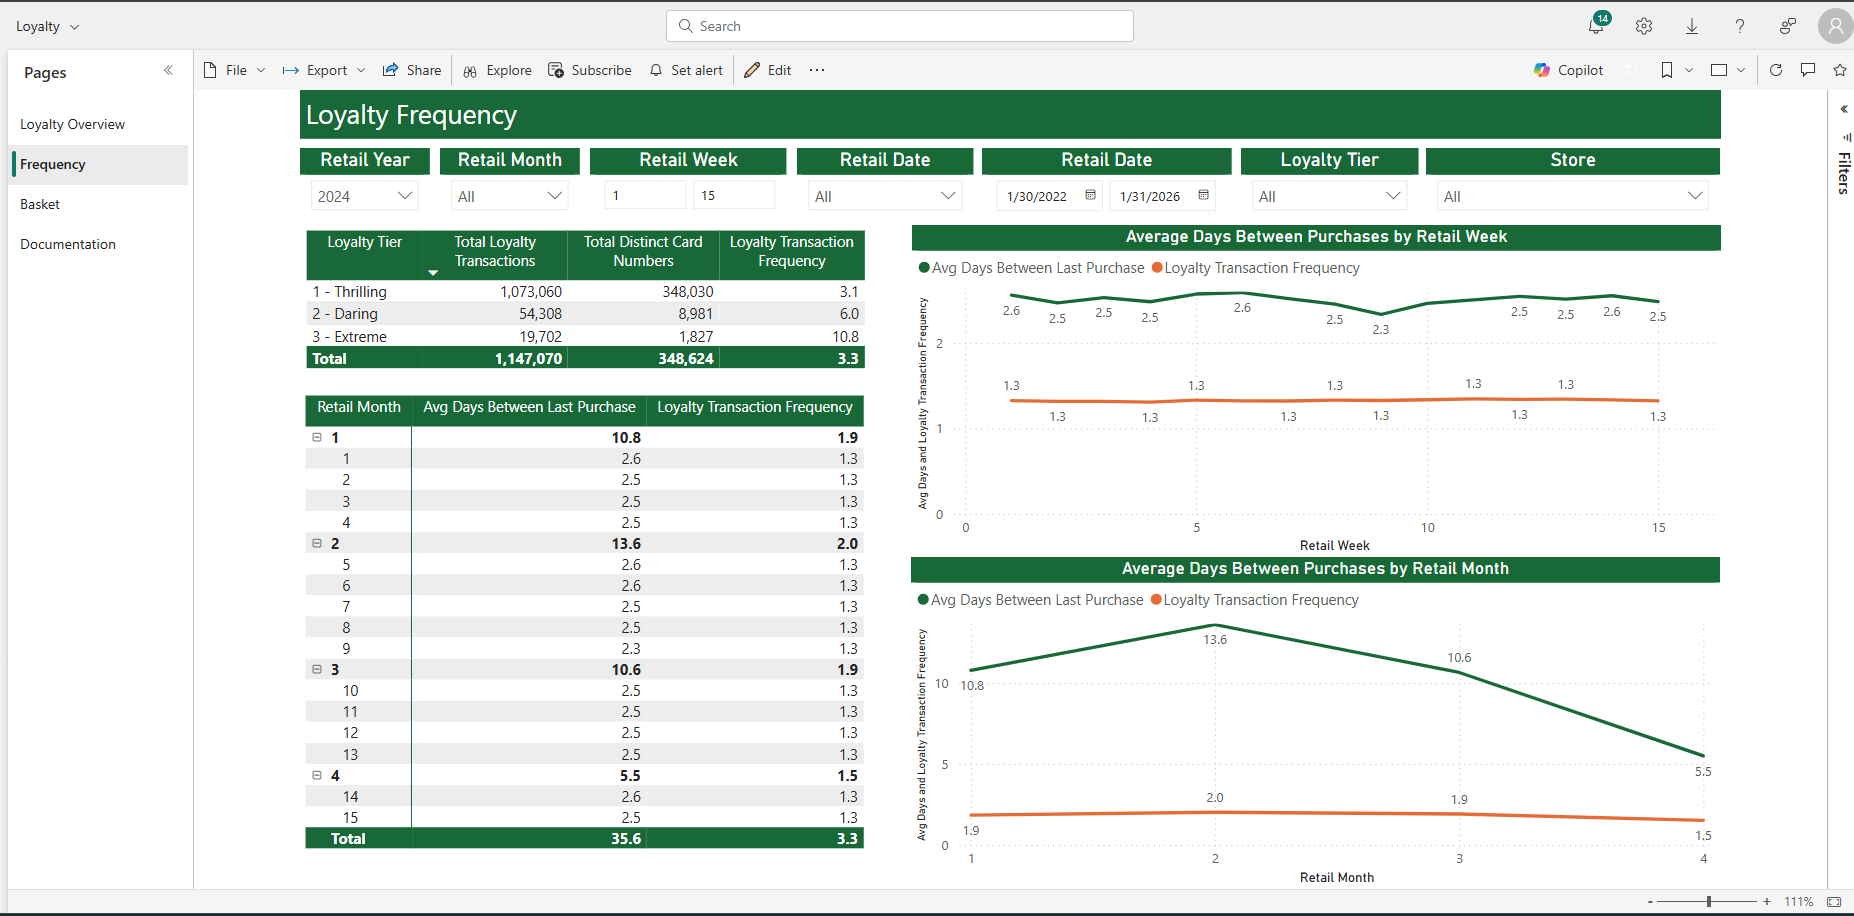 Loyalty
Search
14
Pages
File Export Share Explore Subscribe Set alert Edit ...
Copilot
Loyalty Overview
Frequency
Basket
Documentation
Filters
Loyalty Frequency
Retail Year Retail Month Retail Week Retail Date Retail Date Loyalty Tier Store
2024 All 1 15 All 1/30/2022 1/31/2026 All All
Loyalty Tier Total Loyalty Transactions Total Distinct Card Numbers Loyalty Transaction Frequency
1 - Thrilling 1,073,060 348,030 3.1
2 - Daring 54,308 8,981 6.0
3 - Extreme 19,702 1,827 10.8
Total 1,147,070 348,624 3.3
Retail Month Avg Days Between Last Purchase Loyalty Transaction Frequency
1 10.8 1.9
1 2.6 1.3
2 2.5 1.3
3 2.5 1.3
4 2.5 1.3
2 13.6 2.0
5 2.6 1.3
6 2.6 1.3
7 2.5 1.3
8 2.5 1.3
9 2.3 1.3
3 10.6 1.9
10 2.5 1.3
11 2.5 1.3
12 2.5 1.3
13 2.5 1.3
4 5.5 1.5
14 2.6 1.3
15 2.5 1.3
Total 35.6 3.3
Average Days Between Purchases by Retail Week
Avg Days Between Last Purchase Loyalty Transaction Frequency
Avg Days and Loyalty Transaction Frequency
2.6 2.5 2.5 2.5 2.6 2.5 2.3 2.5 2.5 2.6 2.5
2
1.3 1.3 1.3 1.3 1.3
1.3 1.3 1.3 1.3 1.3 1.3
1
0
0 5 10 15
Retail Week
Average Days Between Purchases by Retail Month
Avg Days Between Last Purchase Loyalty Transaction Frequency
Avg Days and Loyalty Transaction Frequency
13.6
10.6
10 10.8
5
5.5
2.0 1.9
1.9 1.5
0
1 2 3 4
Retail Month
- + 111%